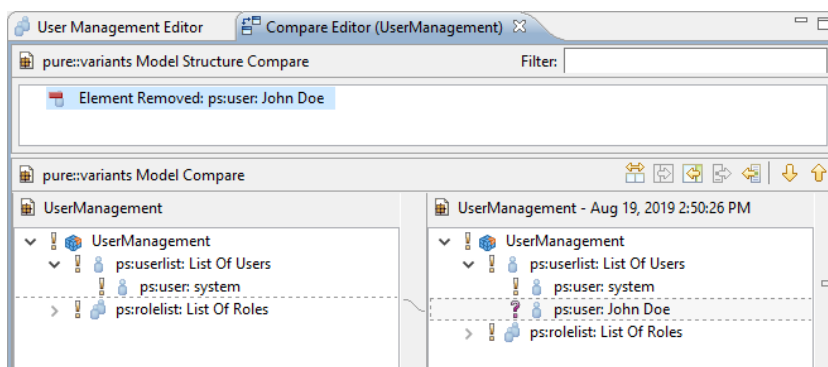 User Management Editor
Compare Editor (UserManagement)
pure::variants Model Structure Compare
Filter:
Element Removed: ps:user: John Doe
pure::variants Model Compare
UserManagement
UserManagement
ps:userlist: List Of Users
ps:user: system
ps:rolelist: List Of Roles
UserManagement - Aug 19, 2019 2:50:26 PM
UserManagement
ps:userlist: List Of Users
ps:user: system
ps:user: John Doe
ps:rolelist: List Of Roles